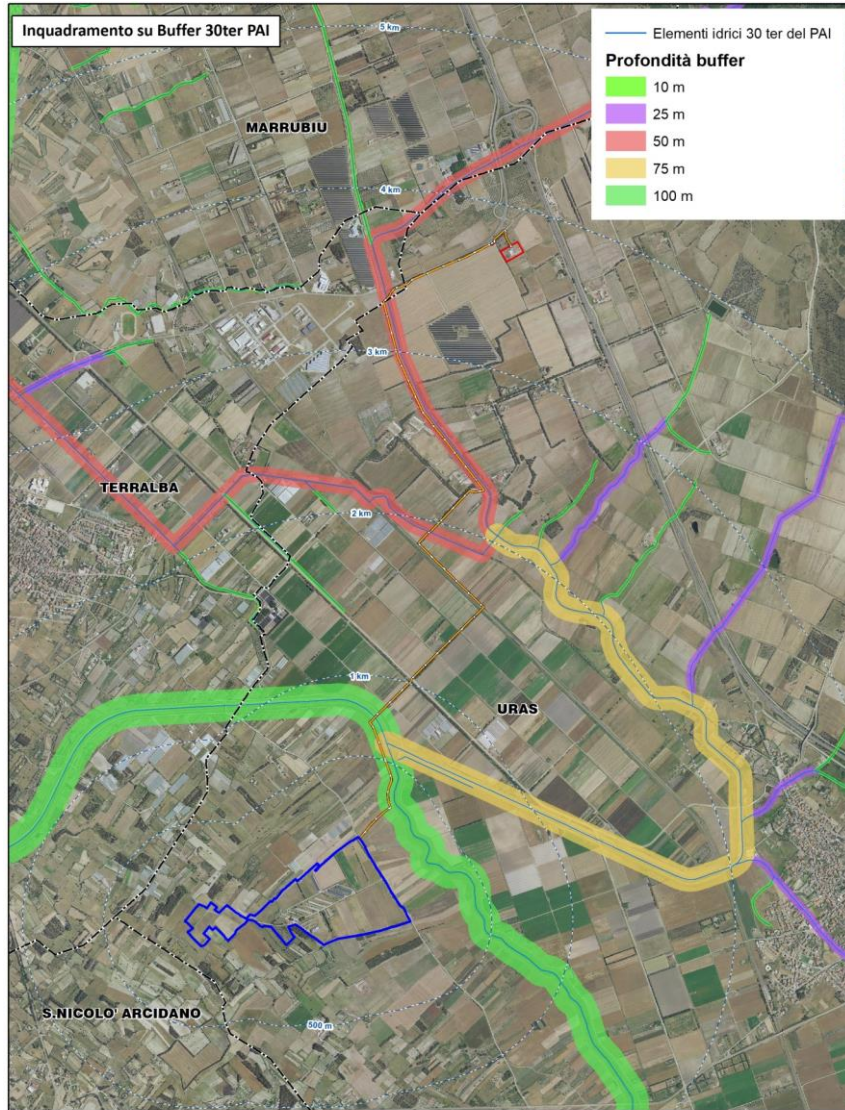 Inquadramento su Buffer 30ter PAI
Elementi idrici 30 ter del PAI
Profondità buffer
10 m
25 m
50 m
75 m
100 m
5 km
MARRUBIU
4 km
3 km
TERRALBA
2 km
1 km
URAS
S.NICOLO' ARCIDANO
500 m